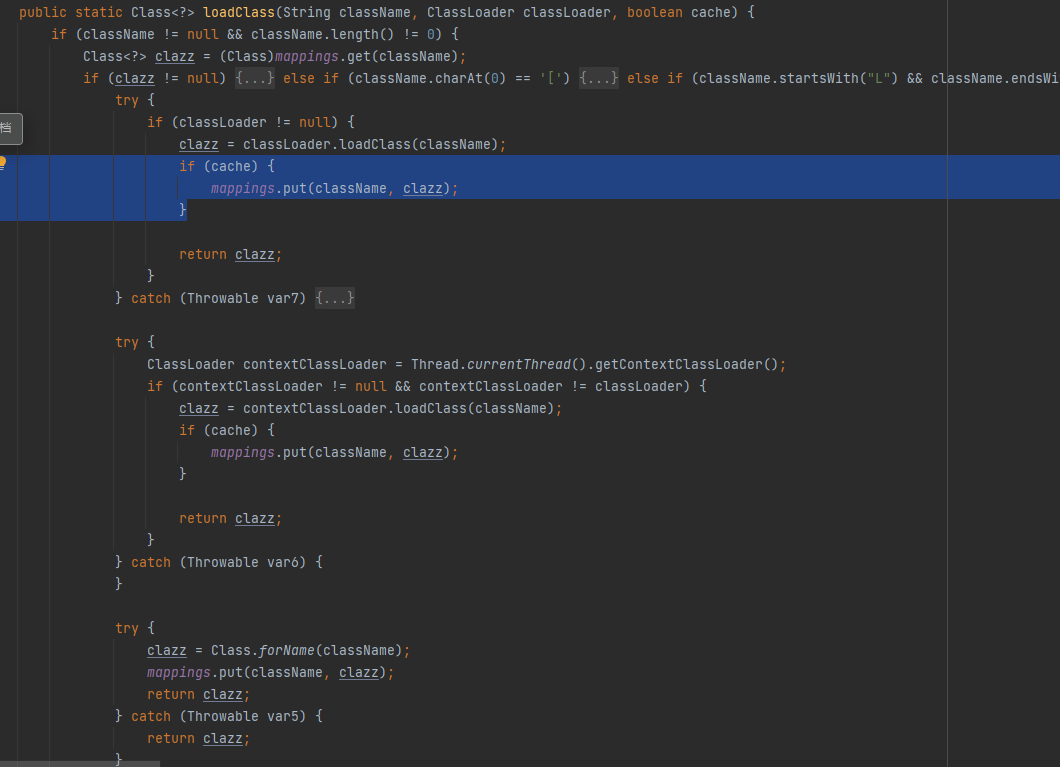 public static Class<?> loadClass(String className, ClassLoader classLoader, boolean cache) {
if (className != null && className.length() != 0) {
Class<?> clazz = (Class)mappings.get(className);
if (clazz != null) {...} else if (className.charAt(0) == '[') {...} else if (className.startsWith("L") && className.endsWi
try {
if (classLoader != null) {
档
clazz = classLoader.loadClass(className);
if (cache) {
mappings.put(className, clazz);
}
return clazz;
}
} catch (Throwable var7) {...}
try {
ClassLoader contextClassLoader = Thread.currentThread().getContextClassLoader();
if (contextClassLoader != null && contextClassLoader != classLoader) {
clazz = contextClassLoader.loadClass(className);
if (cache) {
mappings.put(className, clazz);
}
return clazz;
}
} catch (Throwable var6) {
}
try {
clazz = Class.forName(className);
mappings.put(className, clazz);
return clazz;
} catch (Throwable var5) {
return clazz;
}